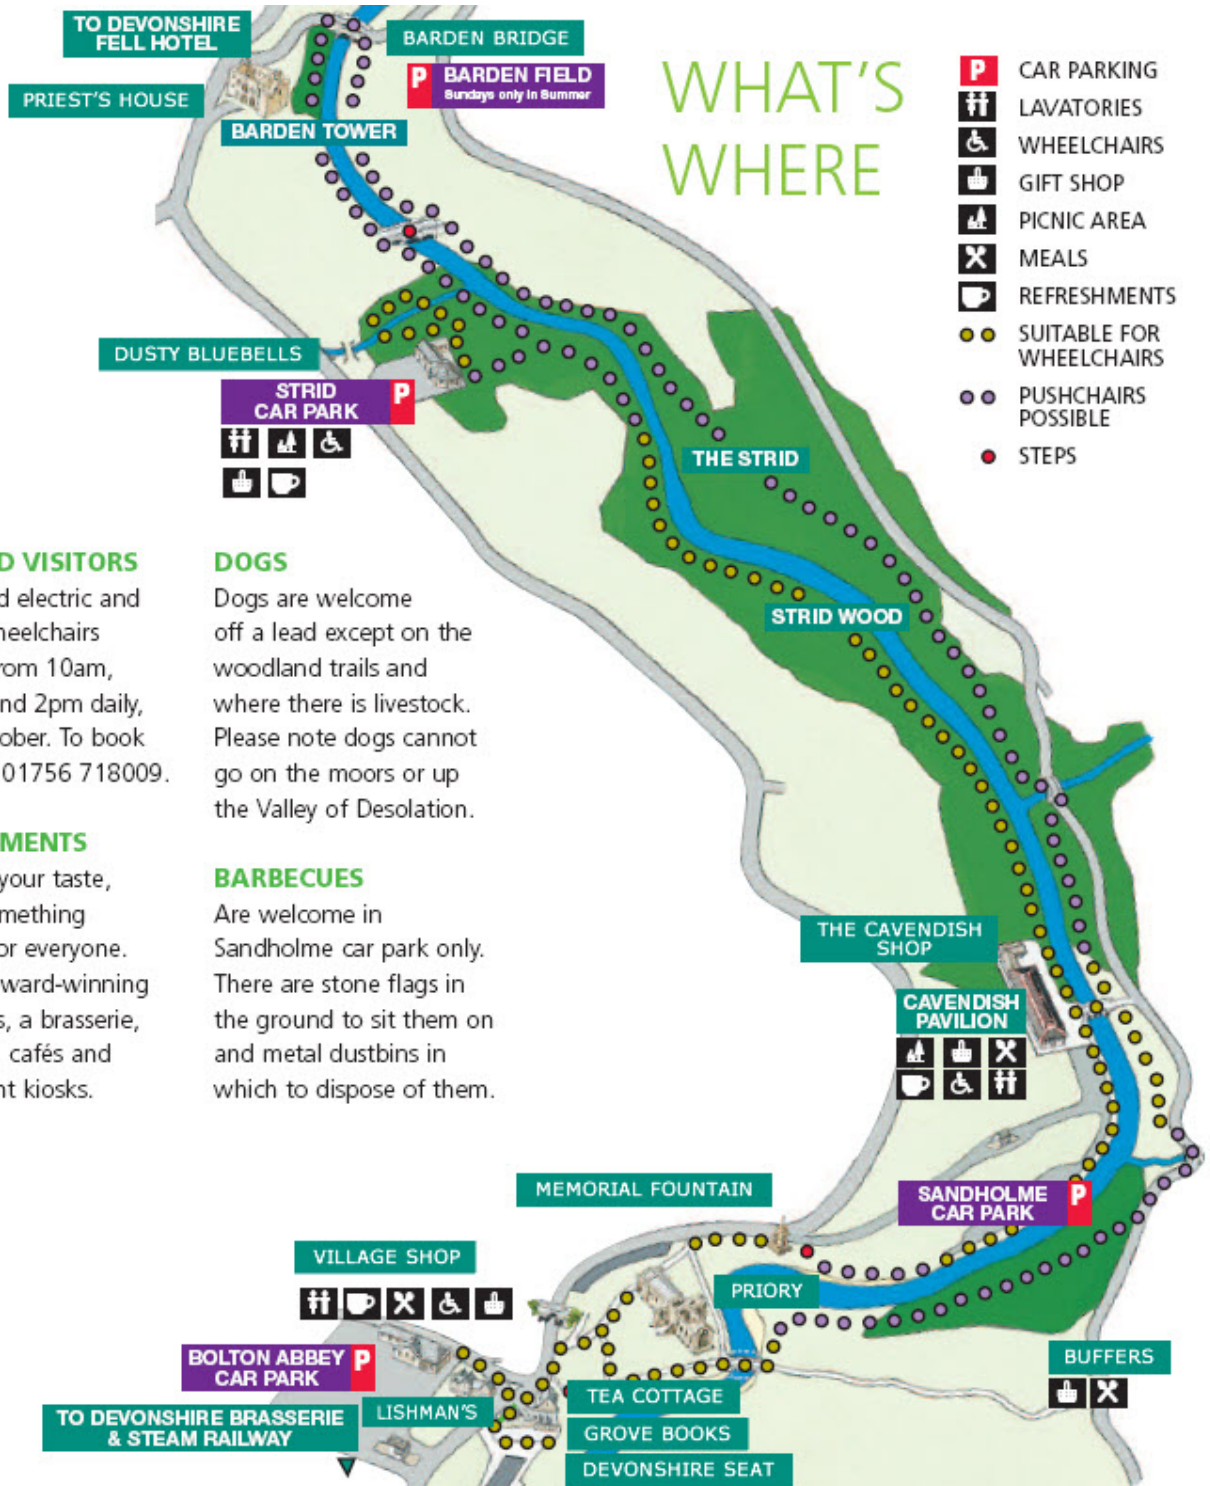 TO DEVONSHIRE
FELL HOTEL
BARDEN BRIDGE
P BARDEN FIELD
Sundays only in Summer
PRIEST'S HOUSE
BARDEN TOWER
WHAT'S
WHERE
P CAR PARKING
LAVATORIES
WHEELCHAIRS
GIFT SHOP
PICNIC AREA
MEALS
REFRESHMENTS
SUITABLE FOR
WHEELCHAIRS
PUSHCHAIRS
POSSIBLE
STEPS
DUSTY BLUEBELLS
STRID
CAR PARK
P
THE STRID
STRID WOOD
D VISITORS
d electric and
heelchairs
rom 10am,
nd 2pm daily,
ober. To book
01756 718009.
MENTS
your taste,
mething
or everyone.
ward-winning
s, a brasserie,
cafés and
nt kiosks.
DOGS
Dogs are welcome
off a lead except on the
woodland trails and
where there is livestock.
Please note dogs cannot
go on the moors or up
the Valley of Desolation.
BARBECUES
Are welcome in
Sandholme car park only.
There are stone flags in
the ground to sit them on
and metal dustbins in
which to dispose of them.
THE CAVENDISH
SHOP
CAVENDISH
PAVILION
MEMORIAL FOUNTAIN
SANDHOLME
CAR PARK
P
VILLAGE SHOP
PRIORY
BOLTON ABBEY
CAR PARK
P
BUFFERS
TO DEVONSHIRE BRASSERIE
& STEAM RAILWAY
LISHMAN'S
TEA COTTAGE
GROVE BOOKS
DEVONSHIRE SEAT